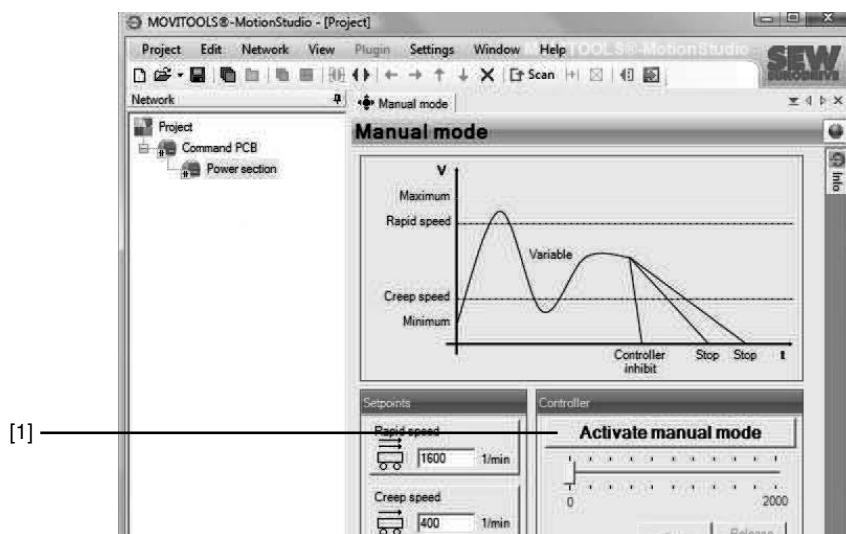 MOVITOOLS®-MotionStudio - [Project]
Project Edit Network View Plugin Settings Window Help
Scan
SEW
EURODRIVE
Network
Manual mode
Project
Command PCB
Power section
Manual mode
Info
V
Maximum
Rapid speed
Variable
Creep speed
Minimum
Controller inhibit
Stop
Stop
t
Setpoints
Controller
[1]
Rapid speed
1600 1/min
Activate manual mode
0 2000
Creep speed
400 1/min
Release